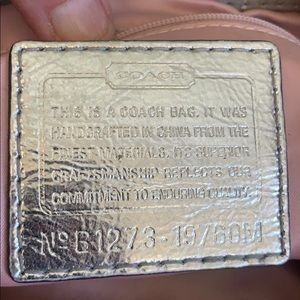 COACH
THIS IS A COACH BAG. IT WAS
HANDCRAFTED IN CHINA FROM THE
FINEST MATERIALS. ITS SUPERIOR
CRAFTSMANSHIP REFLECTS OUR
COMMITMENT TO ENDURING QUALITY.
Nº B1273-19760M